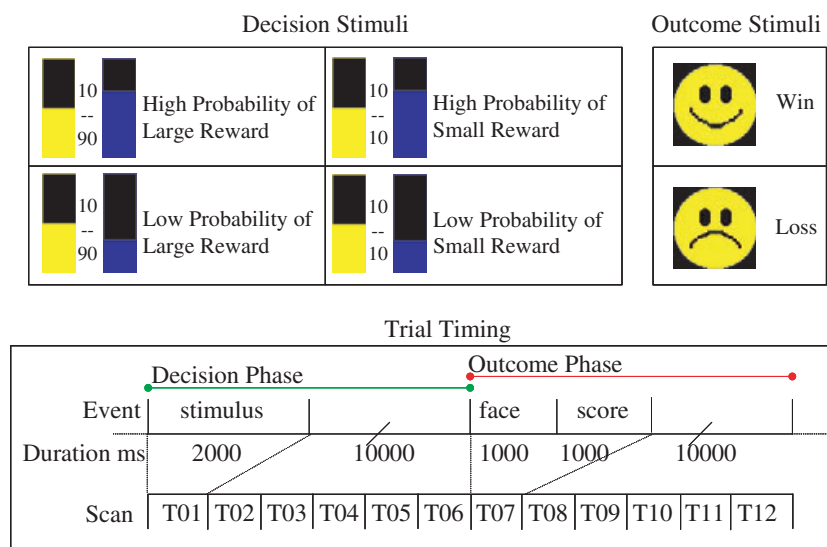 Decision Stimuli
Outcome Stimuli
10
--
90
High Probability of
Large Reward
10
--
10
High Probability of
Small Reward
Win
10
--
90
Low Probability of
Large Reward
10
--
10
Low Probability of
Small Reward
Loss
Trial Timing
Decision Phase
Outcome Phase
Event stimulus face score
Duration ms 2000 10000 1000 1000 10000
Scan T01 T02 T03 T04 T05 T06 T07 T08 T09 T10 T11 T12